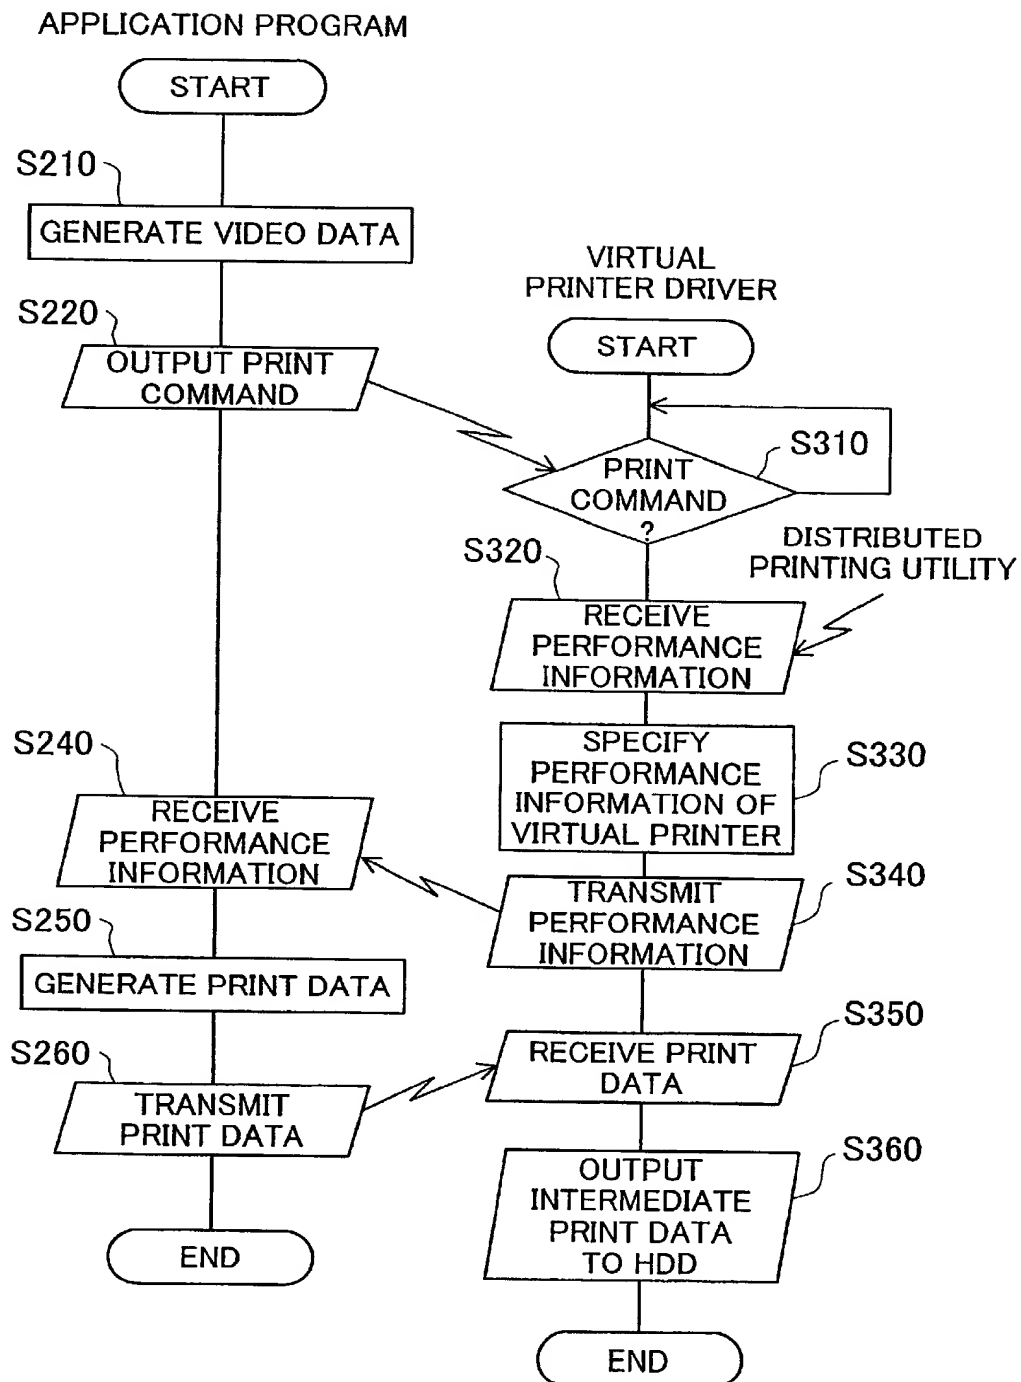 APPLICATION PROGRAM
START
S210
GENERATE VIDEO DATA
S220
OUTPUT PRINT
COMMAND
S240
RECEIVE
PERFORMANCE
INFORMATION
S250
GENERATE PRINT DATA
S260
TRANSMIT
PRINT DATA
END
VIRTUAL
PRINTER DRIVER
START
S310
PRINT
COMMAND
?
DISTRIBUTED
PRINTING UTILITY
S320
RECEIVE
PERFORMANCE
INFORMATION
S330
SPECIFY
PERFORMANCE
INFORMATION OF
VIRTUAL PRINTER
S340
TRANSMIT
PERFORMANCE
INFORMATION
S350
RECEIVE PRINT
DATA
S360
OUTPUT
INTERMEDIATE
PRINT DATA
TO HDD
END